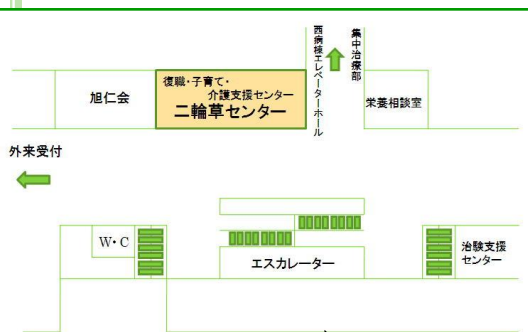 西病棟エレベーターホール
集中治療部
旭仁会
復職・子育て・
介護支援センター
二輪草センター
栄養相談室
外来受付
W・C
エスカレーター
治験支援
センター